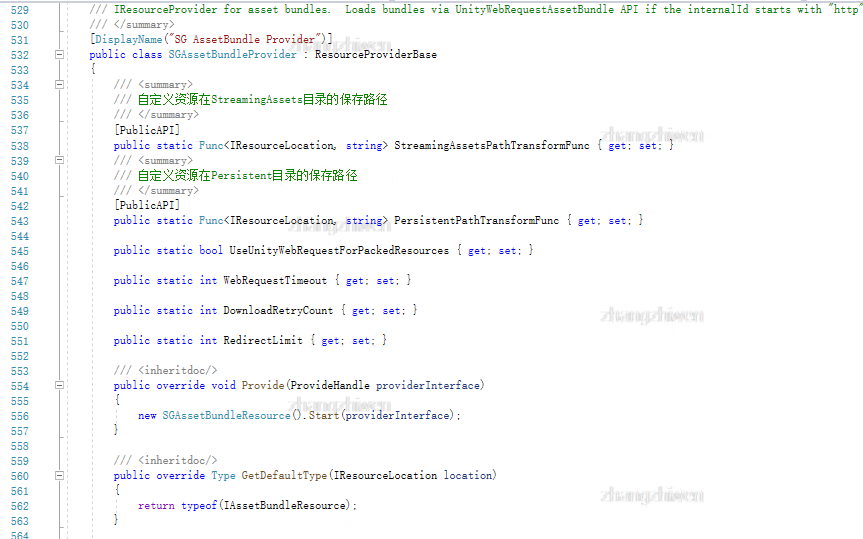 529 /// IResourceProvider for asset bundles.  Loads bundles via UnityWebRequestAssetBundle API if the internalId starts with "http"
530 /// </summary>
531 [DisplayName("SG AssetBundle Provider")]
532 public class SGAssetBundleProvider : ResourceProviderBase
533 {
534 /// <summary>
535 /// 自定义资源在StreamingAssets目录的保存路径
536 /// </summary>
537 [PublicAPI]
538 public static Func<IResourceLocation, string> StreamingAssetsPathTransformFunc { get; set; }
539 /// <summary>
540 /// 自定义资源在Persistent目录的保存路径
541 /// </summary>
542 [PublicAPI]
543 public static Func<IResourceLocation, string> PersistentPathTransformFunc { get; set; }
544
545 public static bool UseUnityWebRequestForPackedResources { get; set; }
546
547 public static int WebRequestTimeout { get; set; }
548
549 public static int DownloadRetryCount { get; set; }
550
551 public static int RedirectLimit { get; set; }
552
553 /// <inheritdoc/>
554 public override void Provide(ProvideHandle providerInterface)
555 {
556 new SGAssetBundleResource().Start(providerInterface);
557 }
558
559 /// <inheritdoc/>
560 public override Type GetDefaultType(IResourceLocation location)
561 {
562 return typeof(IAssetBundleResource);
563 }
564
zhangzhiwen
zhangzhiwen
zhangzhiwen
zhangzhiwen
zhangzhiwen
zhangzhiwen